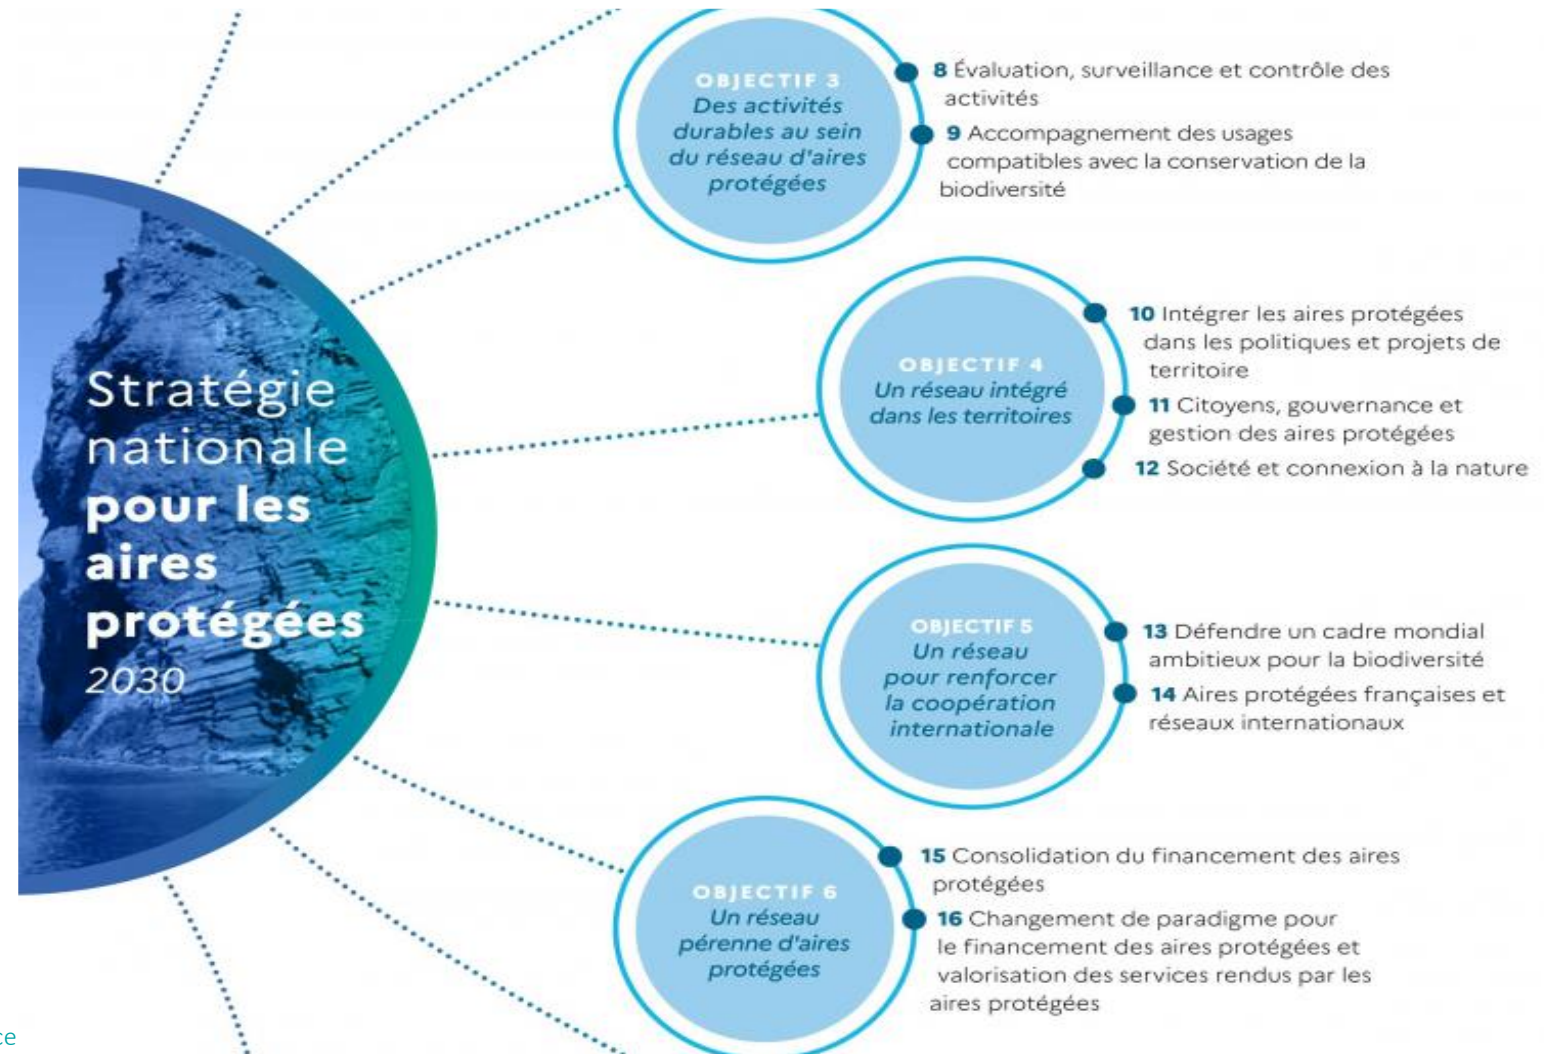 Stratégie
nationale
pour les
aires
protégées
2030
OBJECTIF 3
Des activités
durables au sein
du réseau d'aires
protégées
8 Évaluation, surveillance et contrôle des
activités
9 Accompagnement des usages
compatibles avec la conservation de la
biodiversité
OBJECTIF 4
Un réseau intégré
dans les territoires
10 Intégrer les aires protégées
dans les politiques et projets de
territoire
11 Citoyens, gouvernance et
gestion des aires protégées
12 Société et connexion à la nature
OBJECTIF 5
Un réseau
pour renforcer
la coopération
internationale
13 Défendre un cadre mondial
ambitieux pour la biodiversité
14 Aires protégées françaises et
réseaux internationaux
OBJECTIF 6
Un réseau
pérenne d'aires
protégées
15 Consolidation du financement des aires
protégées
16 Changement de paradigme pour
le financement des aires protégées et
valorisation des services rendus par les
aires protégées